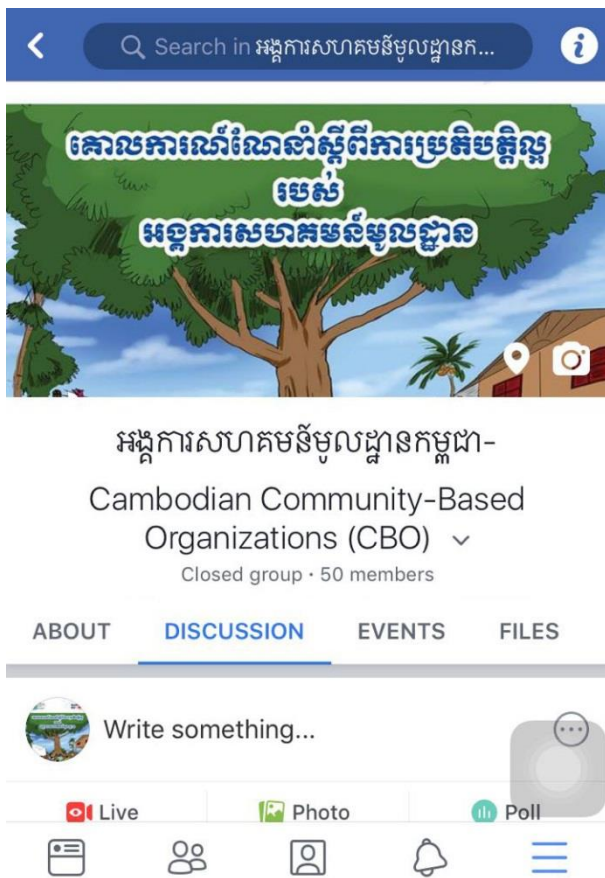 Search in អង្គការសហគមន៍មូលដ្ឋានក...
គោលការណ៍ណែនាំស្តីពីការប្រតិបត្តិល្អ
របស់
អង្គការសហគមន៍មូលដ្ឋាន
អង្គការសហគមន៍មូលដ្ឋានកម្ពុជា-
Cambodian Community-Based
Organizations (CBO)
Closed group · 50 members
ABOUT DISCUSSION EVENTS FILES
Write something...
Live Photo Poll